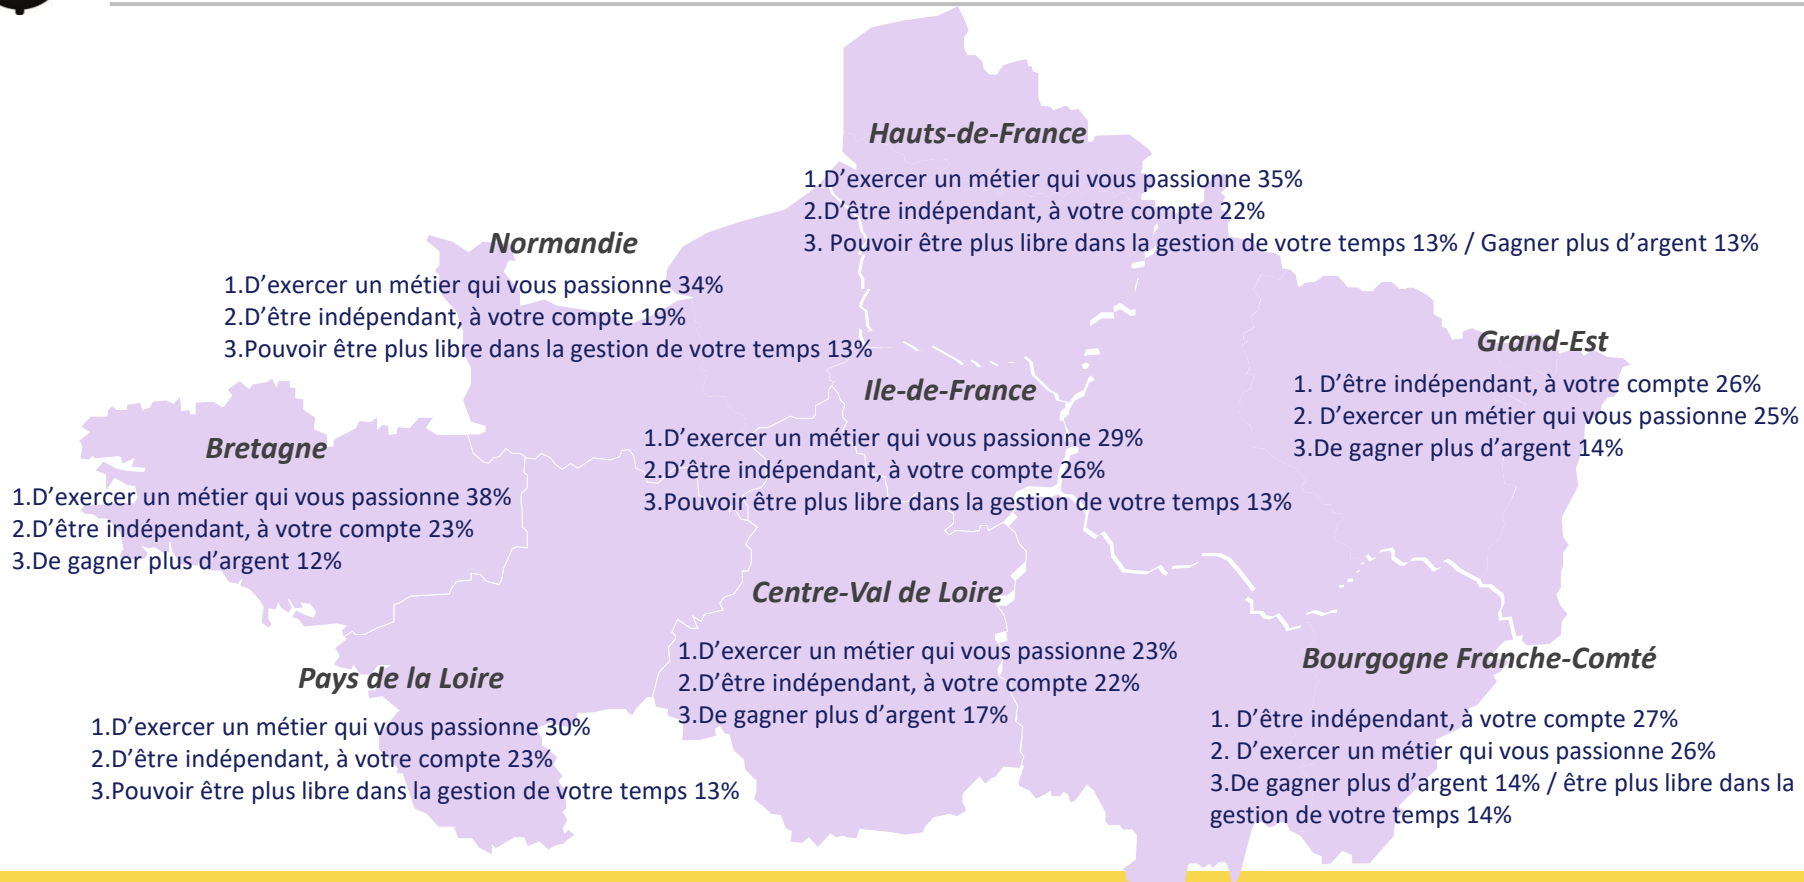 Hauts-de-France
1.D’exercer un métier qui vous passionne 35%
2.D’être indépendant, à votre compte 22%
3. Pouvoir être plus libre dans la gestion de votre temps 13% / Gagner plus d’argent 13%
Normandie
1.D’exercer un métier qui vous passionne 34%
2.D’être indépendant, à votre compte 19%
3.Pouvoir être plus libre dans la gestion de votre temps 13%
Grand-Est
1. D’être indépendant, à votre compte 26%
2. D’exercer un métier qui vous passionne 25%
3.De gagner plus d’argent 14%
Ile-de-France
1.D’exercer un métier qui vous passionne 29%
2.D’être indépendant, à votre compte 26%
3.Pouvoir être plus libre dans la gestion de votre temps 13%
Bretagne
1.D’exercer un métier qui vous passionne 38%
2.D’être indépendant, à votre compte 23%
3.De gagner plus d’argent 12%
Centre-Val de Loire
1.D’exercer un métier qui vous passionne 23%
2.D’être indépendant, à votre compte 22%
3.De gagner plus d’argent 17%
Pays de la Loire
1.D’exercer un métier qui vous passionne 30%
2.D’être indépendant, à votre compte 23%
3.Pouvoir être plus libre dans la gestion de votre temps 13%
Bourgogne Franche-Comté
1. D’être indépendant, à votre compte 27%
2. D’exercer un métier qui vous passionne 26%
3.De gagner plus d’argent 14% / être plus libre dans la
gestion de votre temps 14%